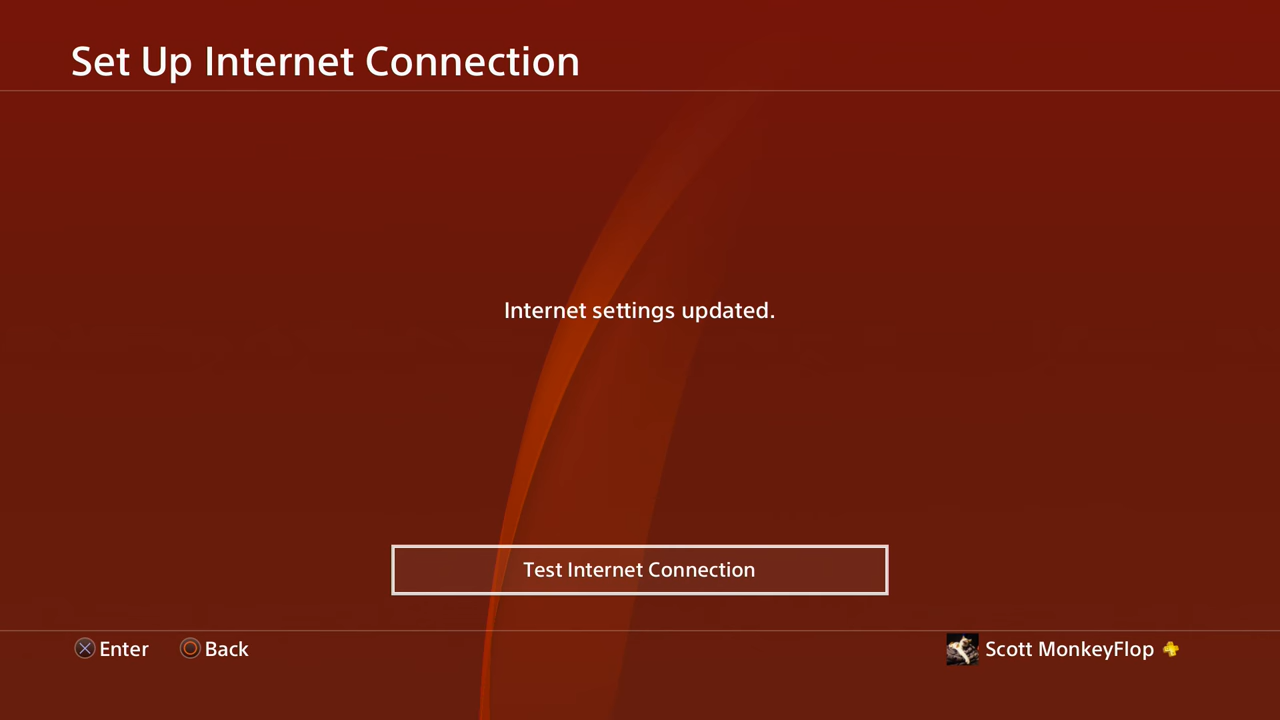 Set Up Internet Connection
Internet settings updated.
Test Internet Connection
Enter Back Scott MonkeyFlop